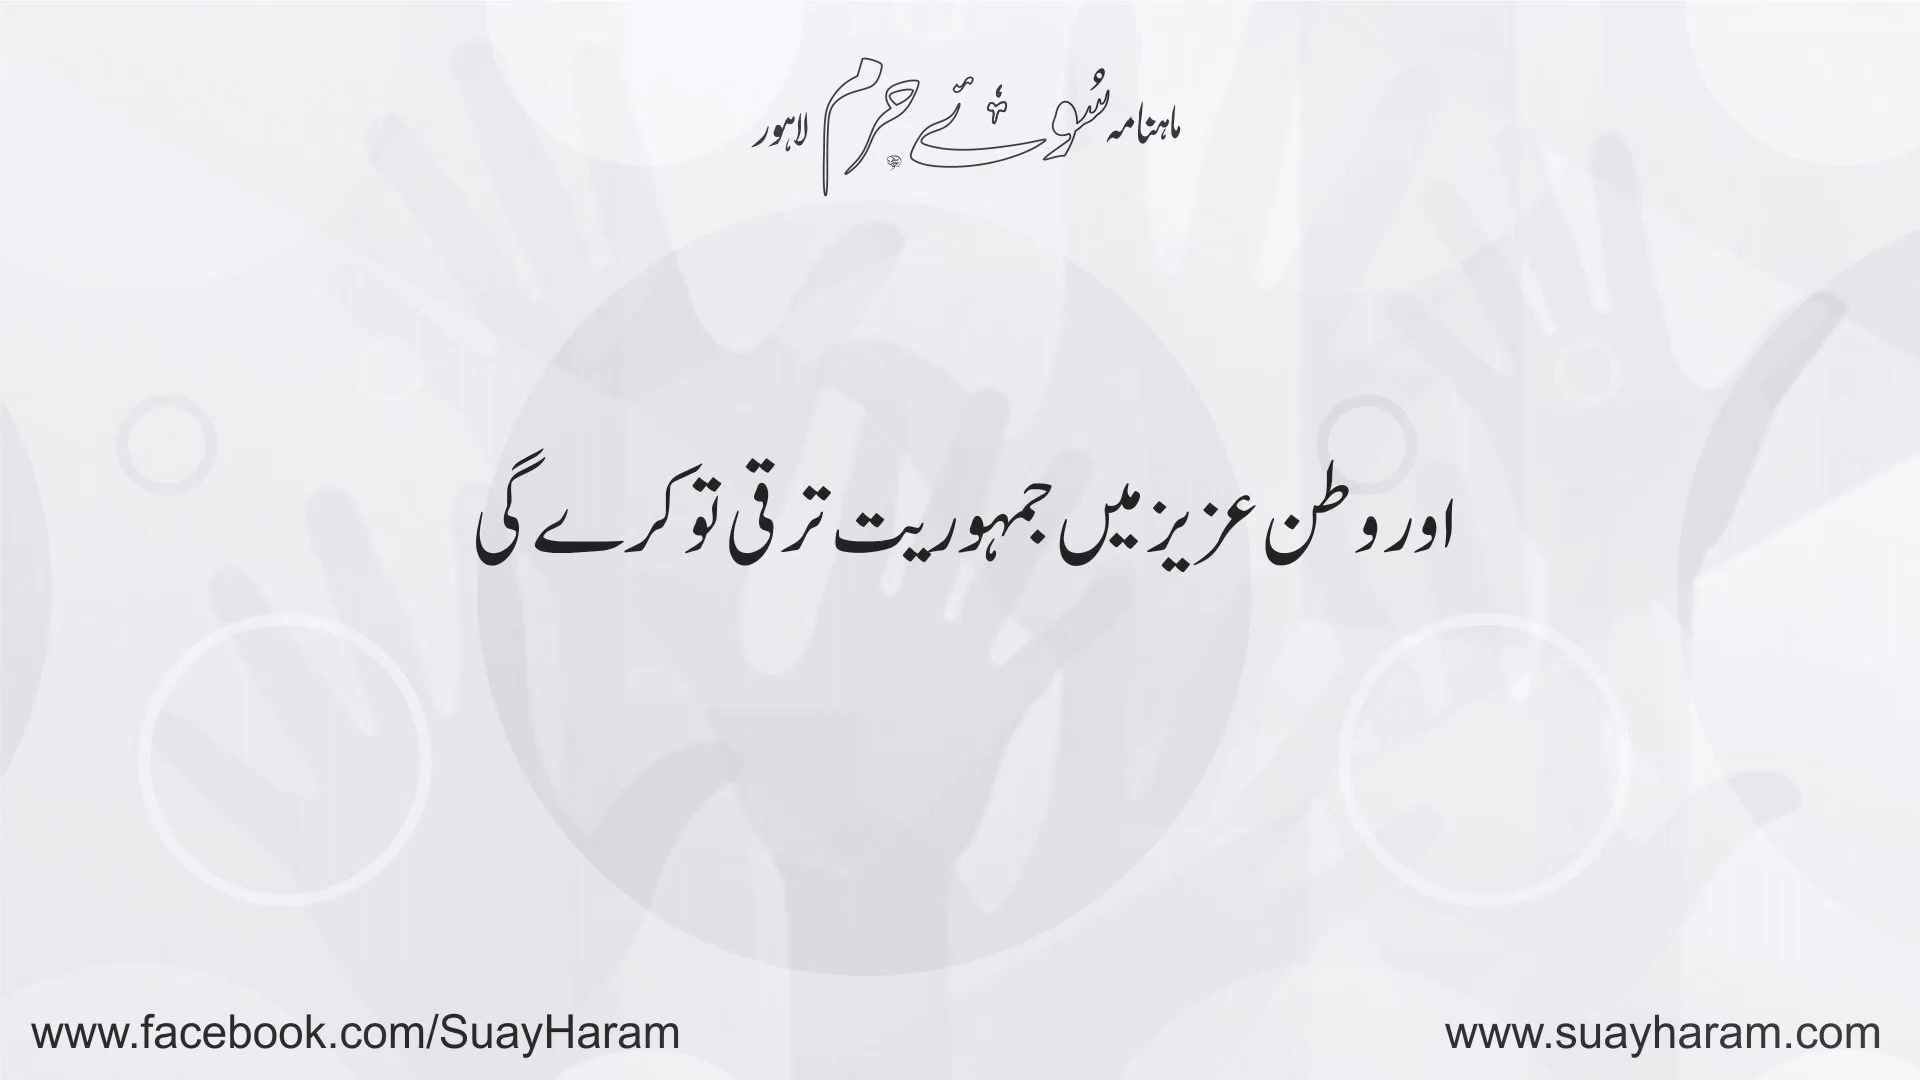 ماہنامہ سُوئے حرم لاہور
اور وطن عزیز میں جمہوریت ترقی تو کرے گی
www.facebook.com/SuayHaram
www.suayharam.com